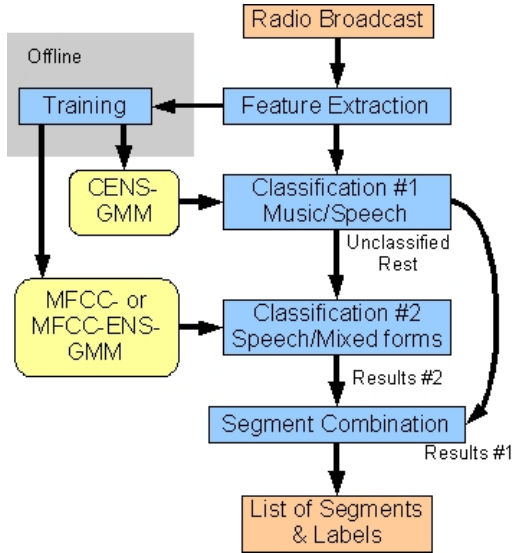 Radio Broadcast
Offline
Training
Feature Extraction
CENS-
GMM
Classification #1
Music/Speech
Unclassified
Rest
MFCC- or
MFCC-ENS-
GMM
Classification #2
Speech/Mixed forms
Results #2
Segment Combination
Results #1
List of Segments
& Labels